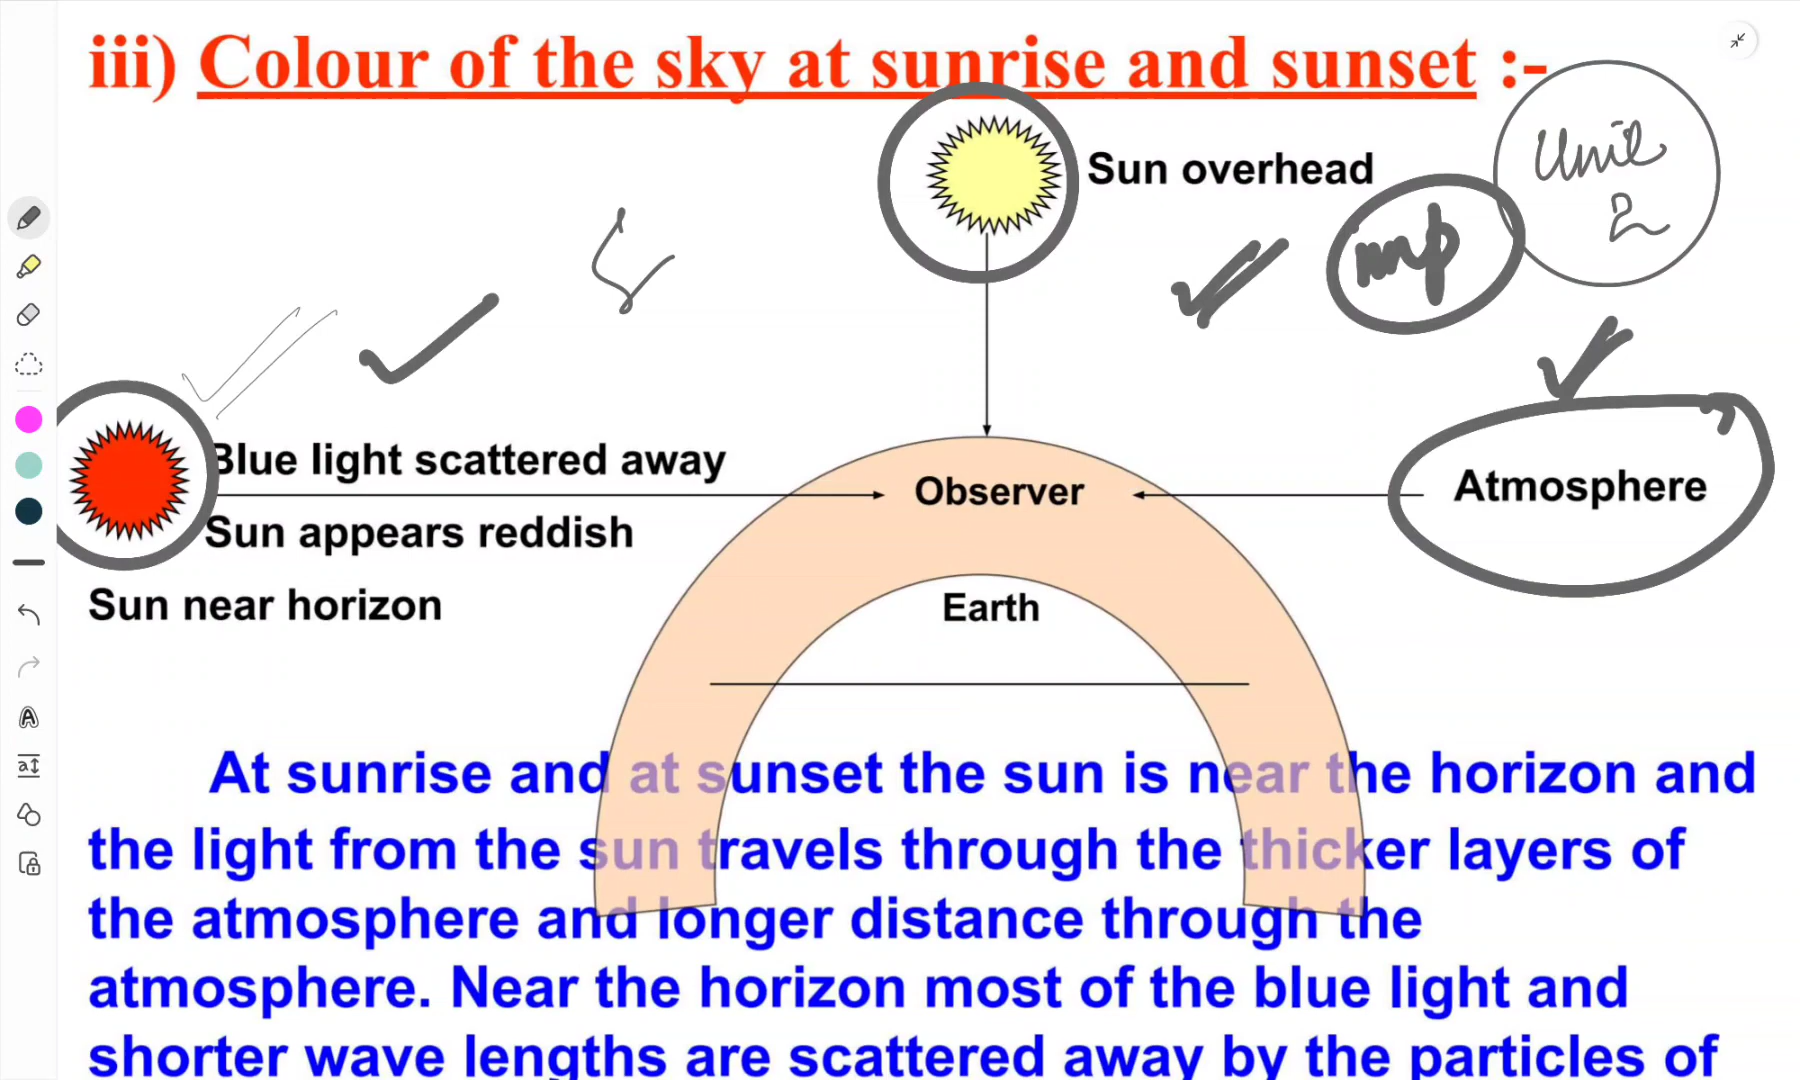 iii) Colour of the sky at sunrise and sunset :-
Unit
2
Sun overhead
mp
Blue light scattered away
Observer
Atmosphere
Sun appears reddish
Sun near horizon
Earth
At sunrise and at sunset the sun is near the horizon and
the light from the sun travels through the thicker layers of
the atmosphere and longer distance through the
atmosphere. Near the horizon most of the blue light and
shorter wave lengths are scattered away by the particles of